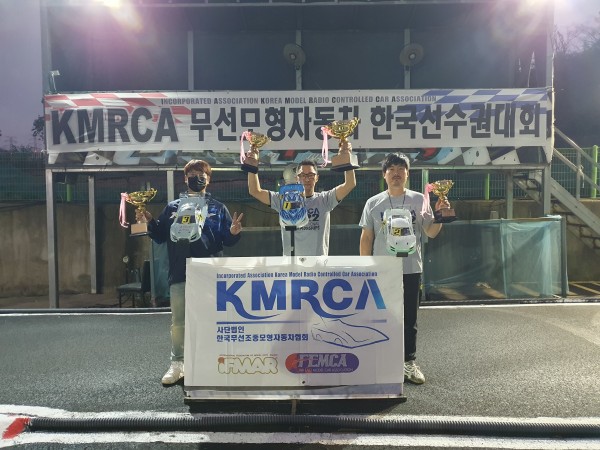 INCORPORATED ASSOCIATION KOREA MODEL RADIO CONTROLLED CAR ASSOCIATION
KMRCA 무선모형자동차 한국선수권대회
Incorporated Association Korea Model Radio Controlled Car Association
KMRCA
사단법인
한국무선조종모형자동차협회
iFMAR
FEMCA